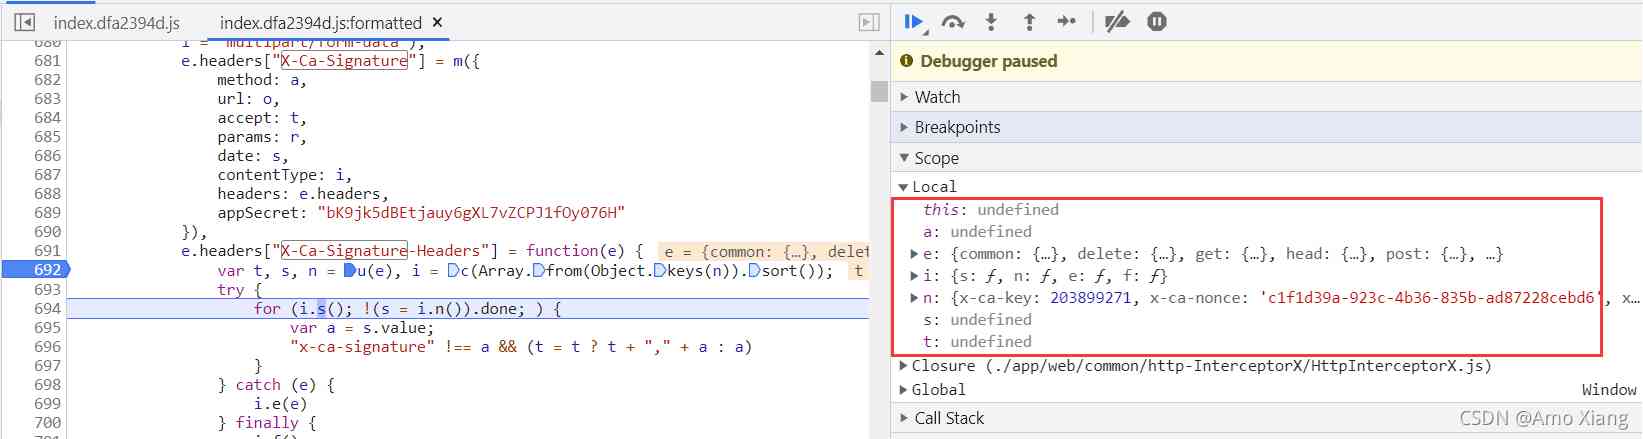 index.dfa2394d.js
index.dfa2394d.js:formatted ×
680 i = "multipart/form-data"),
681 e.headers["X-Ca-Signature"] = m({
682 method: a,
683 url: o,
684 accept: t,
685 params: r,
686 date: s,
687 contentType: i,
688 headers: e.headers,
689 appSecret: "bK9jk5dBEtjauy6gXL7vZCPJ1fOy076H"
690 }),
691 e.headers["X-Ca-Signature-Headers"] = function(e) { e = {common: {…}, delet
692 var t, s, n = u(e), i = c(Array.from(Object.keys(n)).sort()); t
693 try {
694 for (i.s(); !(s = i.n()).done; ) {
695 var a = s.value;
696 "x-ca-signature" !== a && (t = t ? t + "," + a : a)
697 }
698 } catch (e) {
699 i.e(e)
700 } finally {
Debugger paused
Watch
Breakpoints
Scope
Local
this: undefined
a: undefined
e: {common: {…}, delete: {…}, get: {…}, head: {…}, post: {…}, …}
i: {s: ƒ, n: ƒ, e: ƒ, f: ƒ}
n: {x-ca-key: 203899271, x-ca-nonce: 'c1f1d39a-923c-4b36-835b-ad87228cebd6', x…
s: undefined
t: undefined
Closure (./app/web/common/http-InterceptorX/HttpInterceptorX.js)
Global Window
Call Stack
CSDN @Amo Xiang